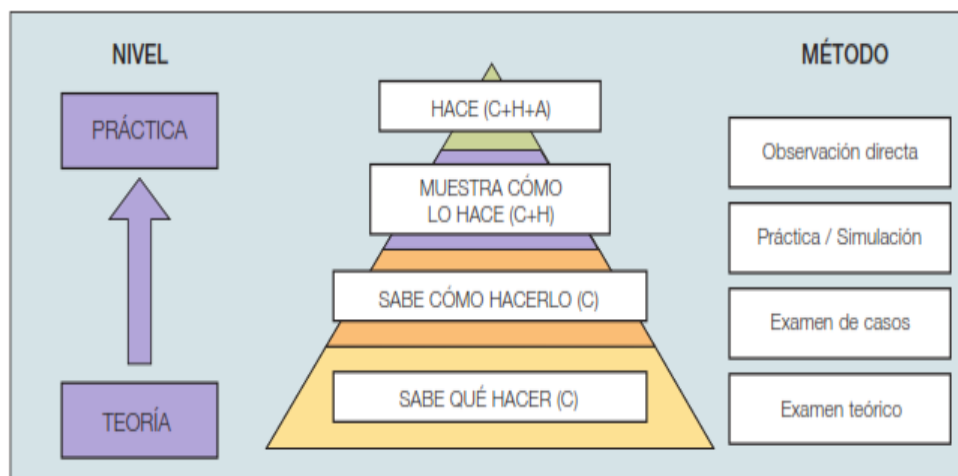 NIVEL
MÉTODO
PRÁCTICA
TEORÍA
HACE (C+H+A)
MUESTRA CÓMO
LO HACE (C+H)
SABE CÓMO HACERLO (C)
SABE QUÉ HACER (C)
Observación directa
Práctica / Simulación
Examen de casos
Examen teórico